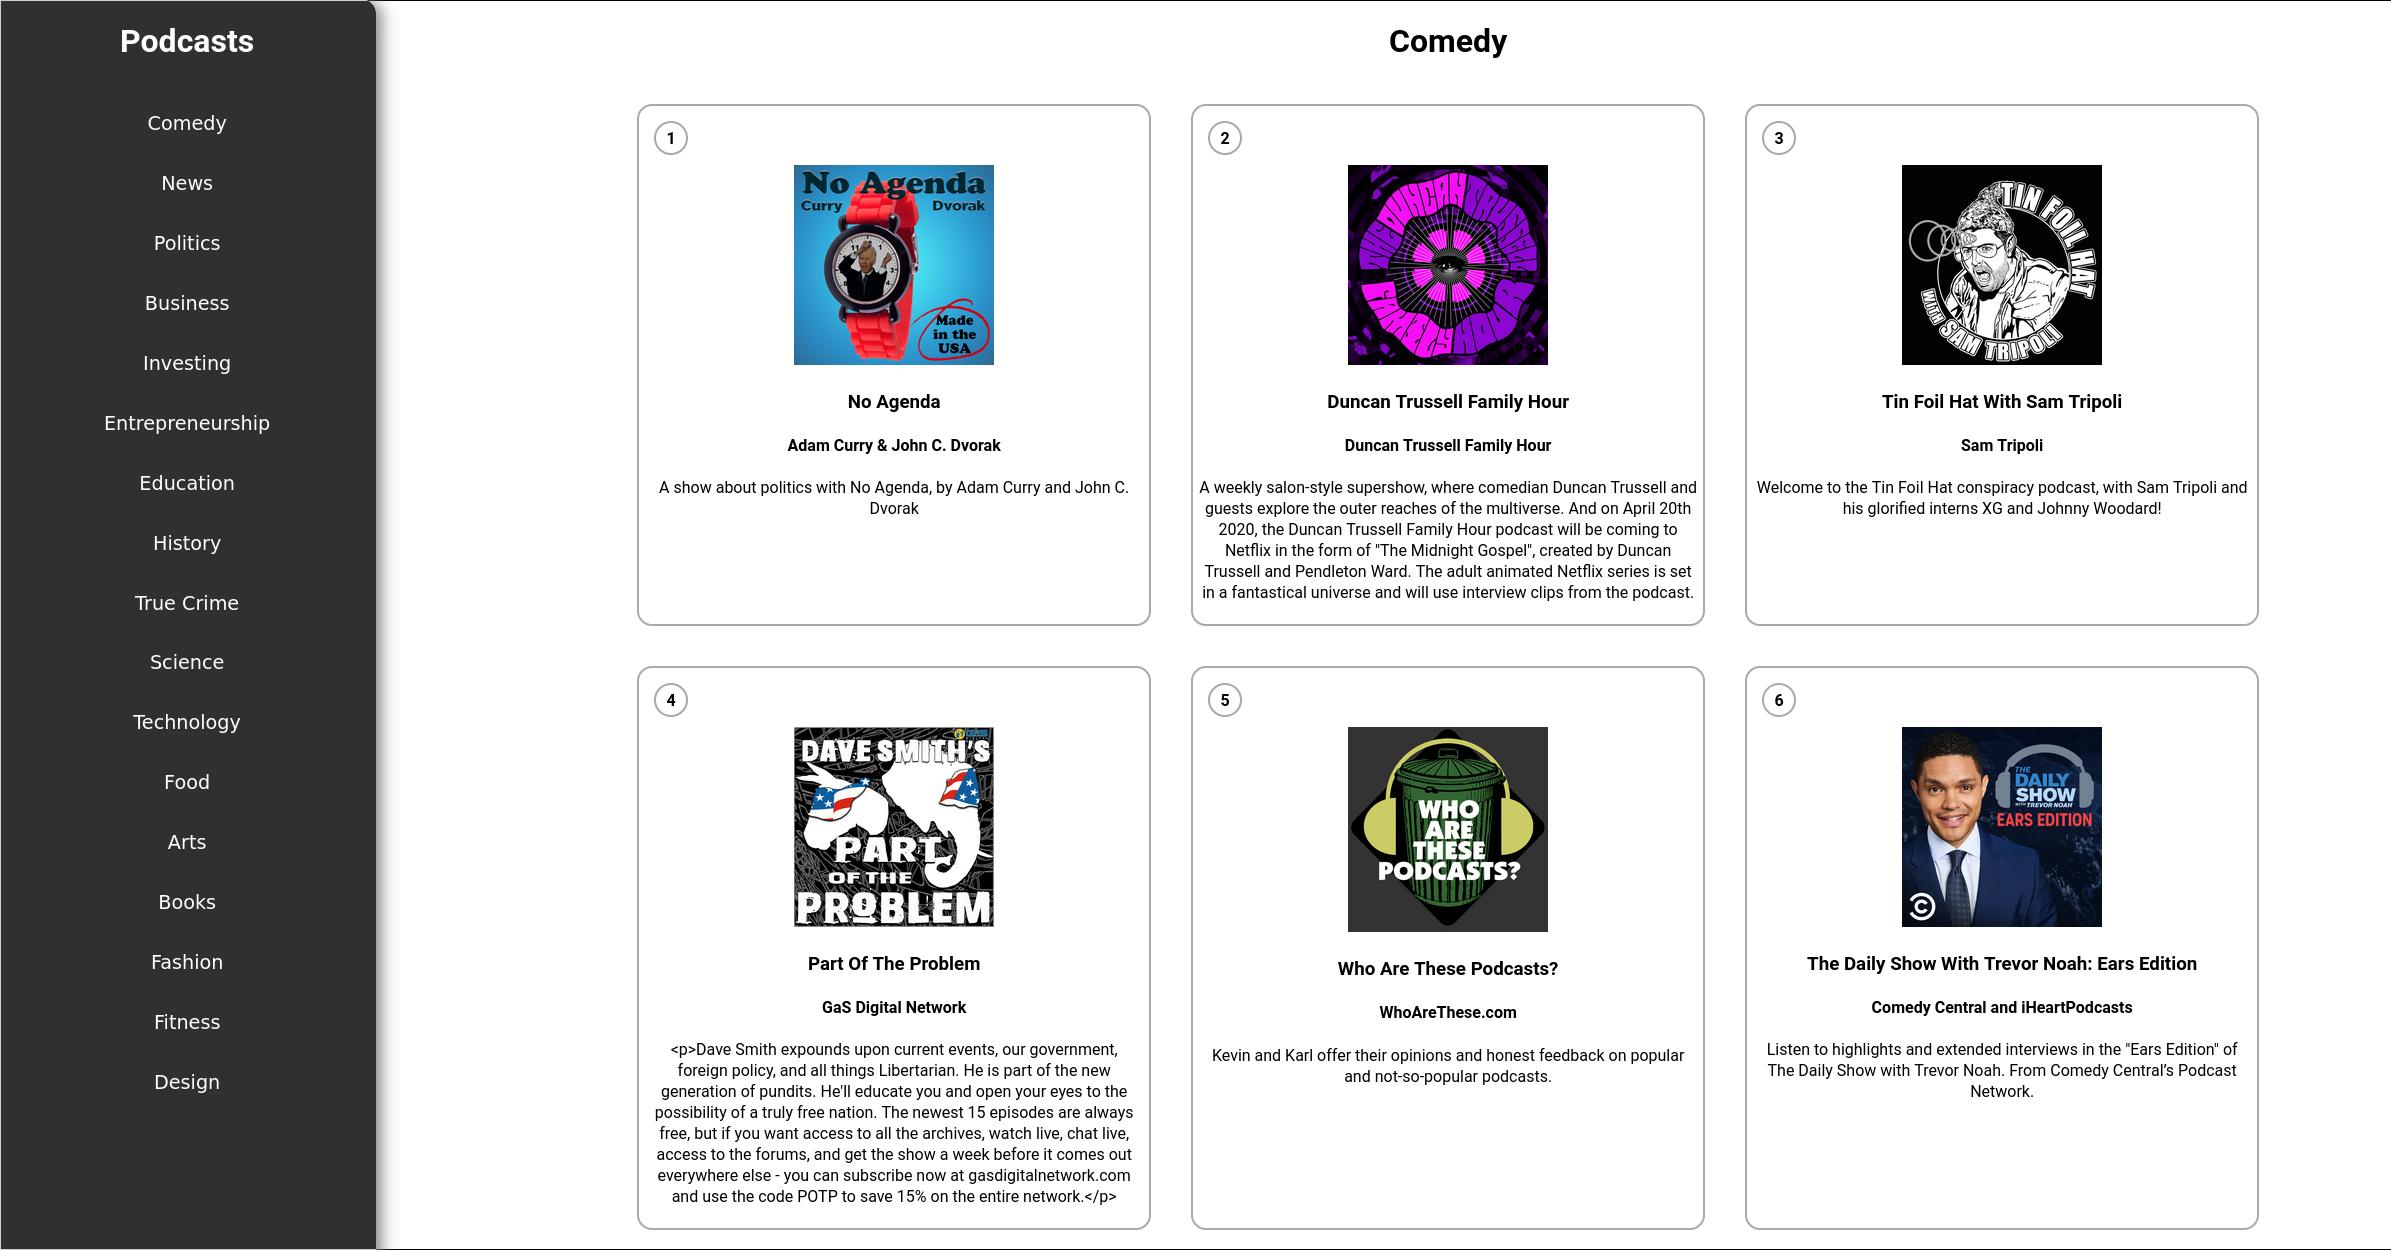 Podcasts
Comedy
News
Politics
Business
Investing
Entrepreneurship
Education
History
True Crime
Science
Technology
Food
Arts
Books
Fashion
Fitness
Design
Comedy
1
No Agenda
Curry Dvorak
Made
in the
USA
No Agenda
Adam Curry & John C. Dvorak
A show about politics with No Agenda, by Adam Curry and John C.
Dvorak
2
THE DUNCAN TRUSSELL FAMILY HOUR
Duncan Trussell Family Hour
Duncan Trussell Family Hour
A weekly salon-style supershow, where comedian Duncan Trussell and
guests explore the outer reaches of the multiverse. And on April 20th
2020, the Duncan Trussell Family Hour podcast will be coming to
Netflix in the form of "The Midnight Gospel", created by Duncan
Trussell and Pendleton Ward. The adult animated Netflix series is set
in a fantastical universe and will use interview clips from the podcast.
3
TIN FOIL HAT
WITH SAM TRIPOLI
Tin Foil Hat With Sam Tripoli
Sam Tripoli
Welcome to the Tin Foil Hat conspiracy podcast, with Sam Tripoli and
his glorified interns XG and Johnny Woodard!
4
DAVE SMITH'S
PART
OF THE
PROBLEM
Part Of The Problem
GaS Digital Network
<p>Dave Smith expounds upon current events, our government,
foreign policy, and all things Libertarian. He is part of the new
generation of pundits. He'll educate you and open your eyes to the
possibility of a truly free nation. The newest 15 episodes are always
free, but if you want access to all the archives, watch live, chat live,
access to the forums, and get the show a week before it comes out
everywhere else - you can subscribe now at gasdigitalnetwork.com
and use the code POTP to save 15% on the entire network.</p>
5
WHO
ARE
THESE
PODCASTS?
Who Are These Podcasts?
WhoAreThese.com
Kevin and Karl offer their opinions and honest feedback on popular
and not-so-popular podcasts.
6
THE
DAILY
SHOW
WITH TREVOR NOAH
EARS EDITION
The Daily Show With Trevor Noah: Ears Edition
Comedy Central and iHeartPodcasts
Listen to highlights and extended interviews in the "Ears Edition" of
The Daily Show with Trevor Noah. From Comedy Central’s Podcast
Network.